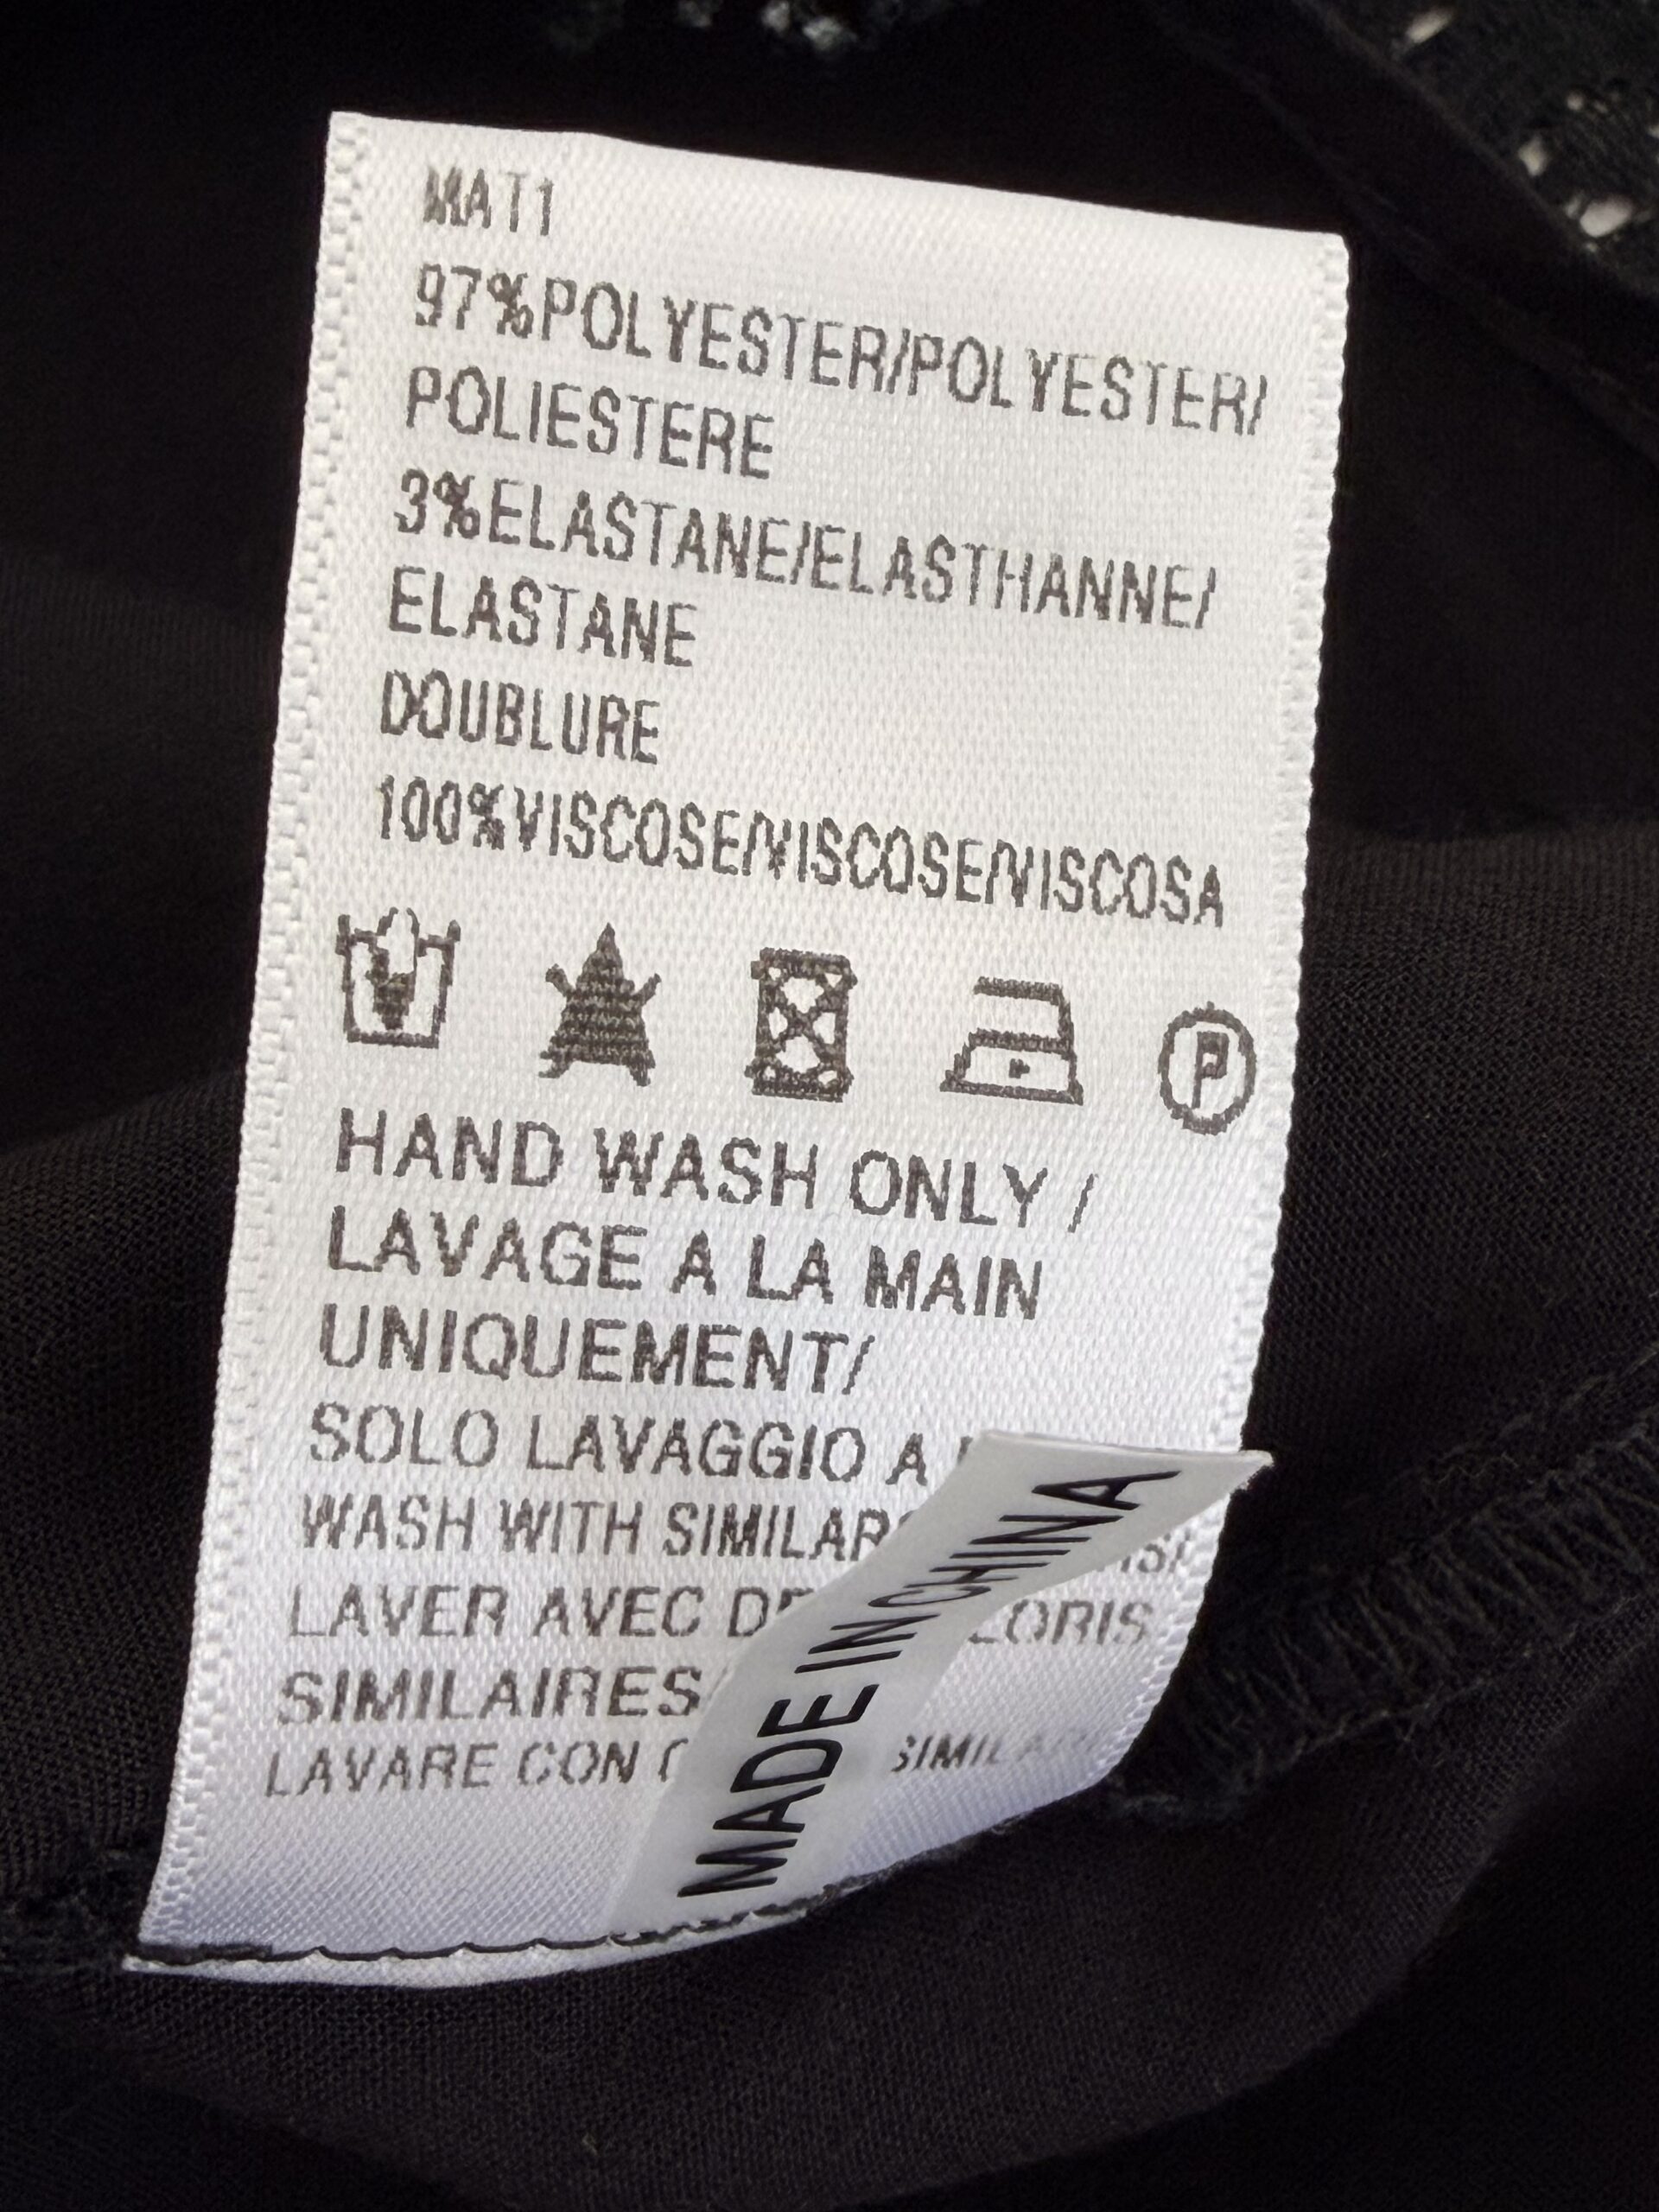 MAT1
97%POLYESTER/POLYESTER/
POLIESTERE
3%ELASTANE/ELASTHANNE/
ELASTANE
DOUBLURE
100%VISCOSE/VISCOSE/VISCOSA
P
HAND WASH ONLY /
LAVAGE A LA MAIN
UNIQUEMENT/
SOLO LAVAGGIO A
WASH WITH
LAVER AVEC
SIMILAIRES
LAVARE CON
MADE IN CHINA